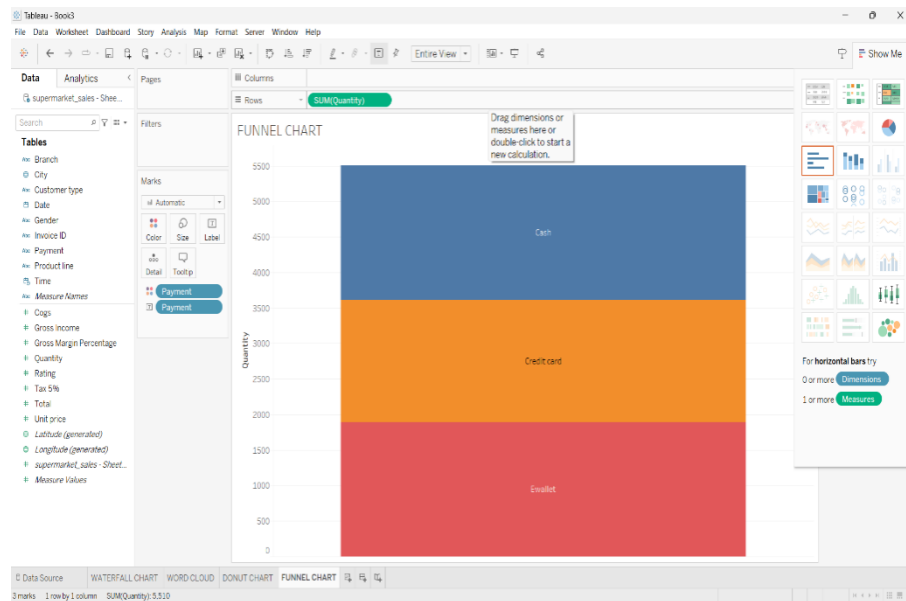 Tableau - Book3
File Data Worksheet Dashboard Story Analysis Map Format Server Window Help
Entire View
Show Me
Data Analytics
supermarket_sales - Shee...
Search
Tables
Abc Branch
City
Abc Customer type
Date
Abc Gender
Abc Invoice ID
Abc Payment
Abc Product line
Time
Abc Measure Names
# Cogs
# Gross Income
# Gross Margin Percentage
# Quantity
# Rating
# Tax 5%
# Total
# Unit price
Latitude (generated)
Longitude (generated)
# supermarket_sales - Sheet...
# Measure Values
Pages
Filters
Marks
Automatic
Color Size Label
Detail Tooltip
Payment
Payment
Columns
Rows SUM(Quantity)
Drag dimensions or
measures here or
double-click to start a
new calculation.
FUNNEL CHART
5500
5000
4500
4000
3500
3000
2500
2000
1500
1000
500
0
Quantity
Cash
Credit card
Ewallet
For horizontal bars try
0 or more Dimensions
1 or more Measures
Data Source WATERFALL CHART WORD CLOUD DONUT CHART FUNNEL CHART
3 marks 1 row by 1 column SUM(Quantity): 5,510